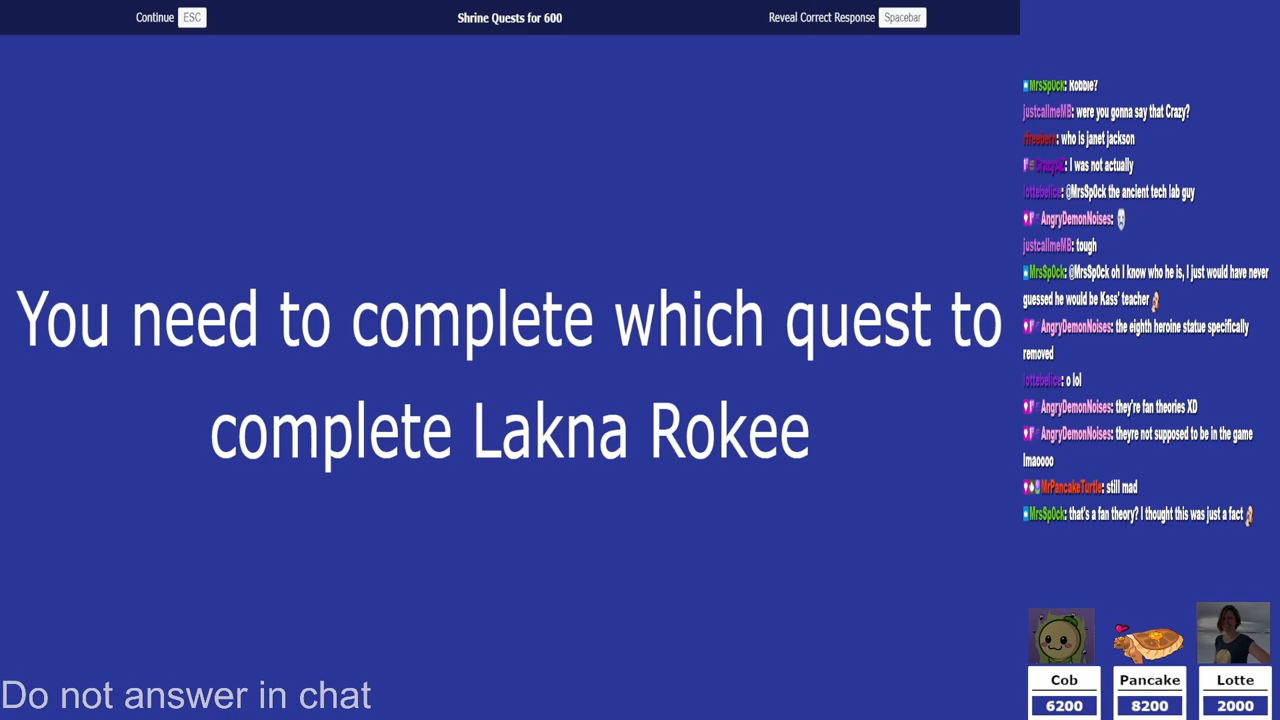 Continue ESC
Shrine Quests for 600
Reveal Correct Response Spacebar
You need to complete which quest to
complete Lakna Rokee
Do not answer in chat
MrsSp0ck: Robbie?
justcallmeMB: were you gonna say that Crazy?
: who is janet jackson
: I was not actually
lottebelice: @MrsSp0ck the ancient tech lab guy
AngryDemonNoises:
justcallmeMB: tough
MrsSp0ck: @MrsSp0ck oh I know who he is, I just would have never
guessed he would be Kass' teacher
AngryDemonNoises: the eighth heroine statue specifically
removed
lottebelice: o lol
AngryDemonNoises: they're fan theories XD
AngryDemonNoises: theyre not supposed to be in the game
lmaoooo
MrPancakeTurtle: still mad
MrsSp0ck: that's a fan theory? I thought this was just a fact
Cob
6200
Pancake
8200
Lotte
2000